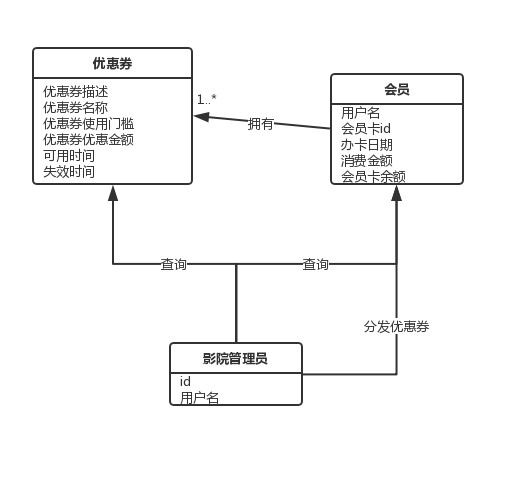 优惠券
优惠券描述
优惠券名称
优惠券使用门槛
优惠券优惠金额
可用时间
失效时间
1..*
拥有
会员
用户名
会员卡id
办卡日期
消费金额
会员卡余额
查询
查询
分发优惠券
影院管理员
id
用户名